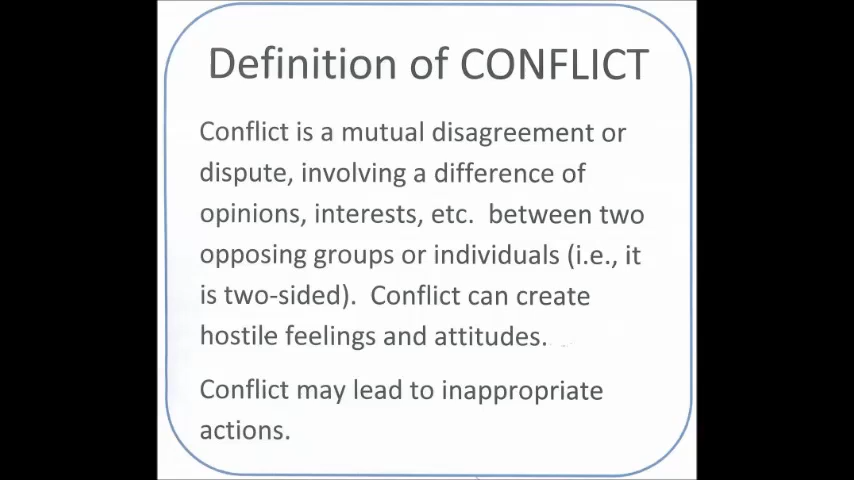 Definition of CONFLICT
Conflict is a mutual disagreement or
dispute, involving a difference of
opinions, interests, etc.  between two
opposing groups or individuals (i.e., it
is two-sided).  Conflict can create
hostile feelings and attitudes.
Conflict may lead to inappropriate
actions.